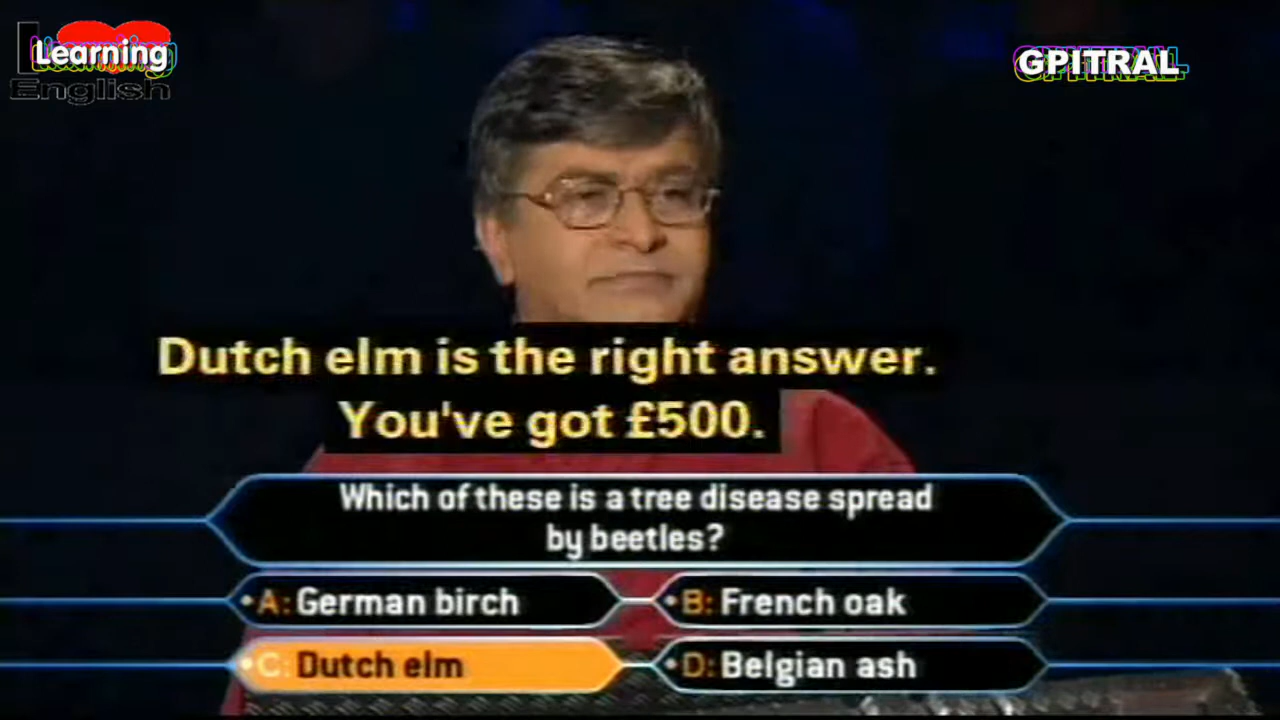 I
Learning
English
GPITRAL
Dutch elm is the right answer.
You've got £500.
Which of these is a tree disease spread
by beetles?
A: German birch
B: French oak
C: Dutch elm
D: Belgian ash